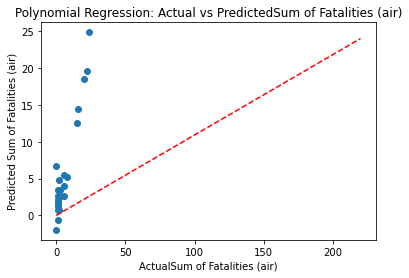 Polynomial Regression: Actual vs PredictedSum of Fatalities (air)
25
20
15
10
5
0
Predicted Sum of Fatalities (air)
0 50 100 150 200
ActualSum of Fatalities (air)